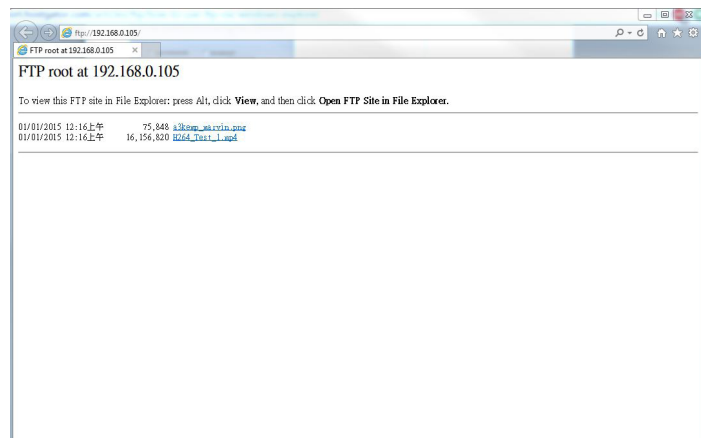 ftp://192.168.0.105/
FTP root at 192.168.0.105
FTP root at 192.168.0.105
To view this FTP site in File Explorer: press Alt, click View, and then click Open FTP Site in File Explorer.
01/01/2015 12:16上午 75,848 a3kemp_marvin.png
01/01/2015 12:16上午 16,156,820 H264_Test_1.mp4